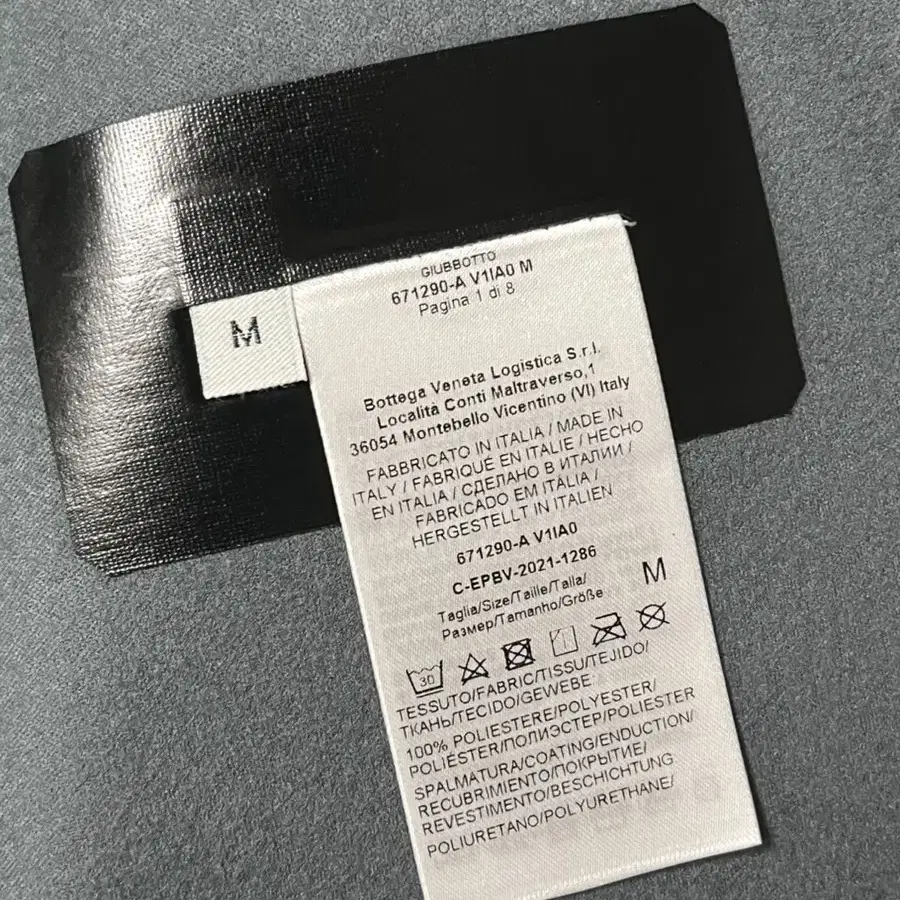 M
GIUBBOTTO
671290-A V1IA0 M
Pagina 1 di 8
Bottega Veneta Logistica S.r.l.
Località Conti Maltraverso,1
36054 Montebello Vicentino (VI) Italy
FABBRICATO IN ITALIA / MADE IN
ITALY / FABRIQUÉ EN ITALIE / HECHO
EN ITALIA / СДЕЛАНО В ИТАЛИИ /
FABRICADO EM ITALIA /
HERGESTELLT IN ITALIEN
671290-A V1IA0
C-EPBV-2021-1286
Taglia/Size/Taille/Talla/
Размер/Tamanho/Größe
M
30
TESSUTO/FABRIC/TISSU/TEJIDO/
ТКАНЬ/TECIDO/GEWEBE:
100% POLIESTERE/POLYESTER/
POLIÉSTER/ПОЛИЭСТЕР/POLIESTER
SPALMATURA/COATING/ENDUCTION/
RECUBRIMIENTO/ПОКРЫТИЕ/
REVESTIMENTO/BESCHICHTUNG
POLIURETANO/POLYURETHANE/